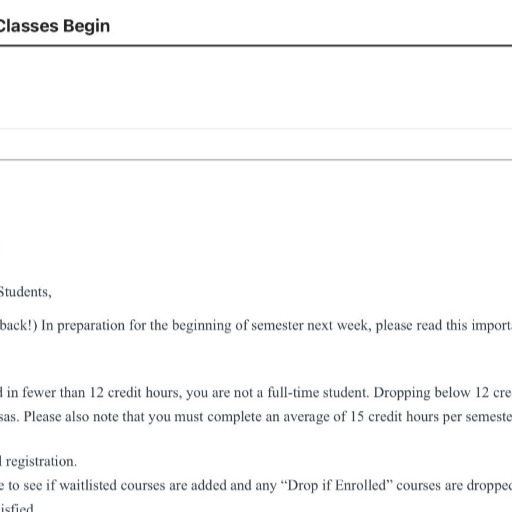 Classes Begin
Students,
back!) In preparation for the beginning of semester next week, please read this import
in fewer than 12 credit hours, you are not a full-time student. Dropping below 12 cre
sas. Please also note that you must complete an average of 15 credit hours per semeste
registration.
to see if waitlisted courses are added and any “Drop if Enrolled” courses are dropped
isfied